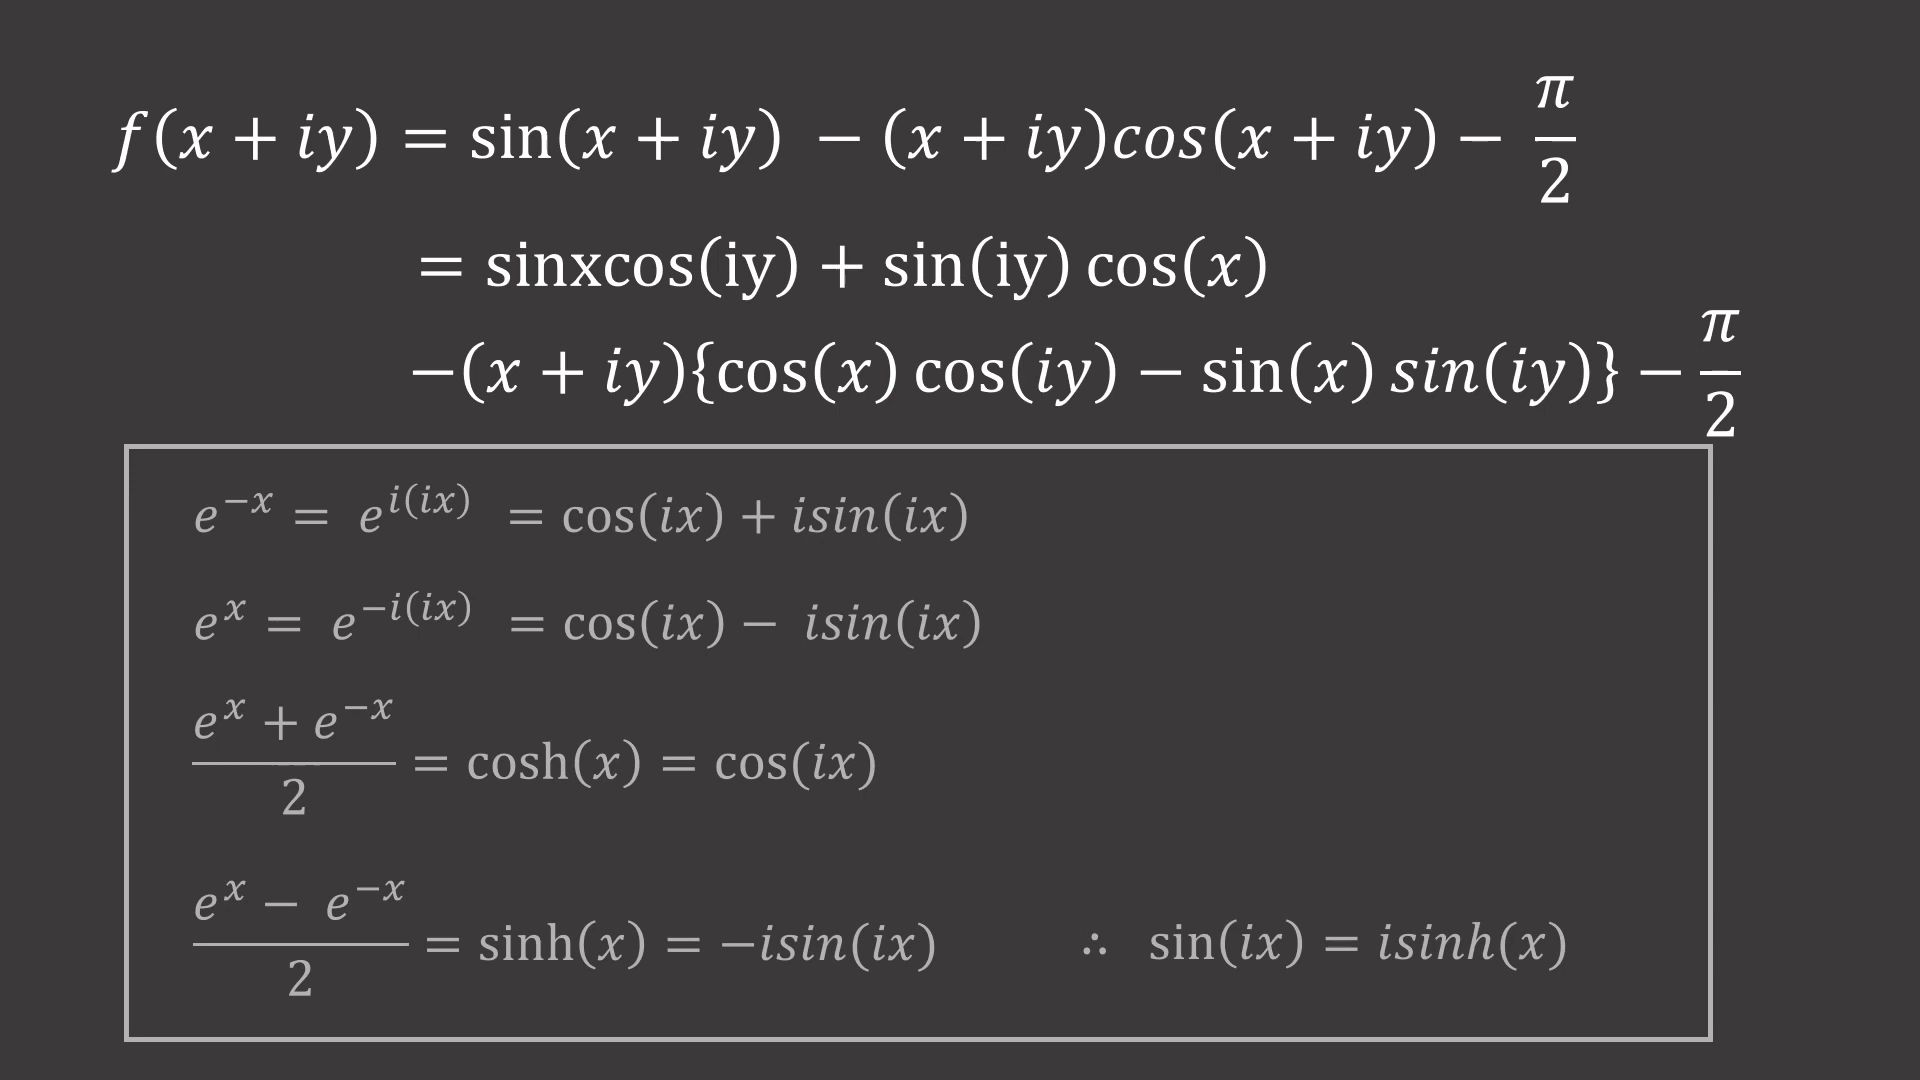 f(x + iy) = sin(x + iy) − (x + iy)cos(x + iy) − π/2
= sinxcos(iy) + sin(iy) cos(x)
−(x + iy){cos(x) cos(iy) − sin(x) sin(iy)} − π/2
e^{−x} = e^{i(ix)} = cos(ix) + isin(ix)
e^{x} = e^{−i(ix)} = cos(ix) − isin(ix)
(e^{x} + e^{−x})/2 = cosh(x) = cos(ix)
(e^{x} − e^{−x})/2 = sinh(x) = −isin(ix) ∴ sin(ix) = isinh(x)